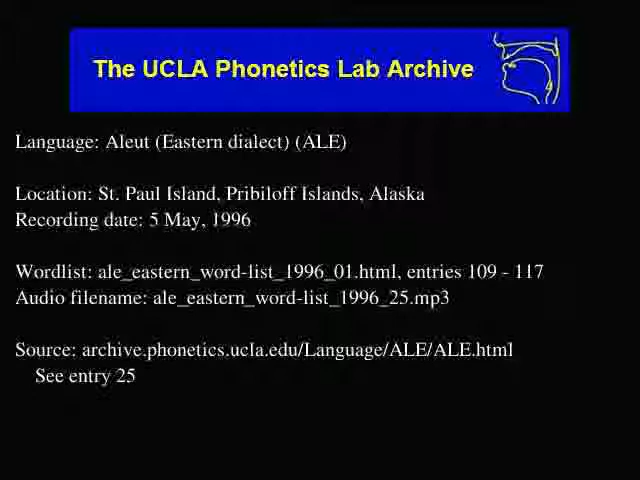 The UCLA Phonetics Lab Archive
Language: Aleut (Eastern dialect) (ALE)
Location: St. Paul Island, Pribiloff Islands, Alaska
Recording date: 5 May, 1996
Wordlist: ale_eastern_word-list_1996_01.html, entries 109 - 117
Audio filename: ale_eastern_word-list_1996_25.mp3
Source: archive.phonetics.ucla.edu/Language/ALE/ALE.html
See entry 25